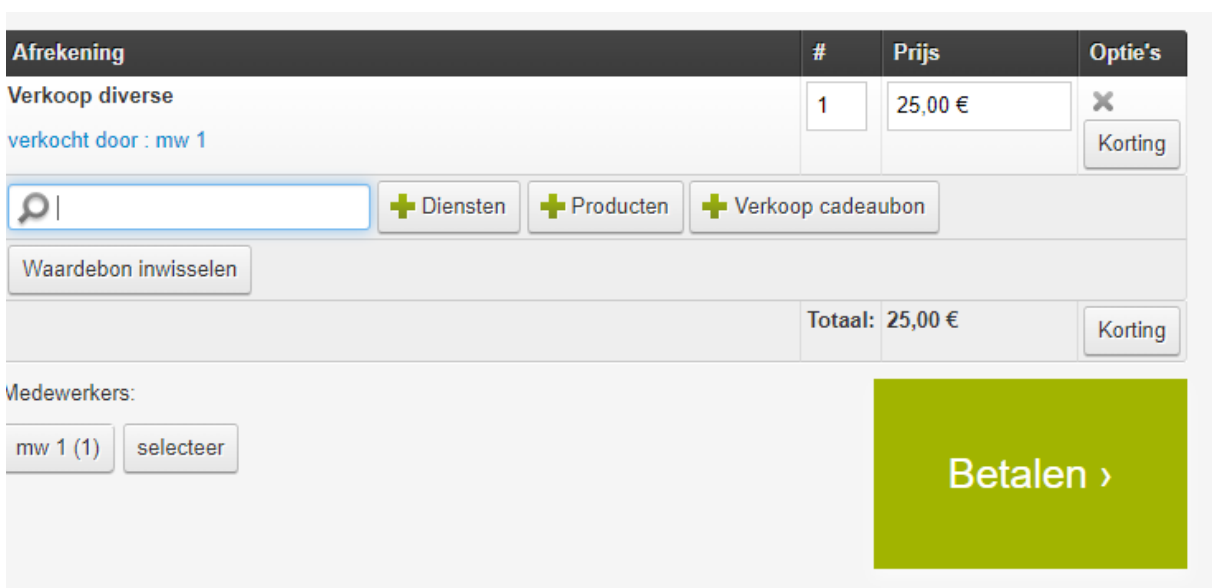 Afrekening # Prijs Optie's
Verkoop diverse 1 25,00 €
verkocht door : mw 1 Korting
Diensten Producten Verkoop cadeaubon
Waardebon inwisselen
Totaal: 25,00 € Korting
Medewerkers:
mw 1 (1) selecteer
Betalen ›